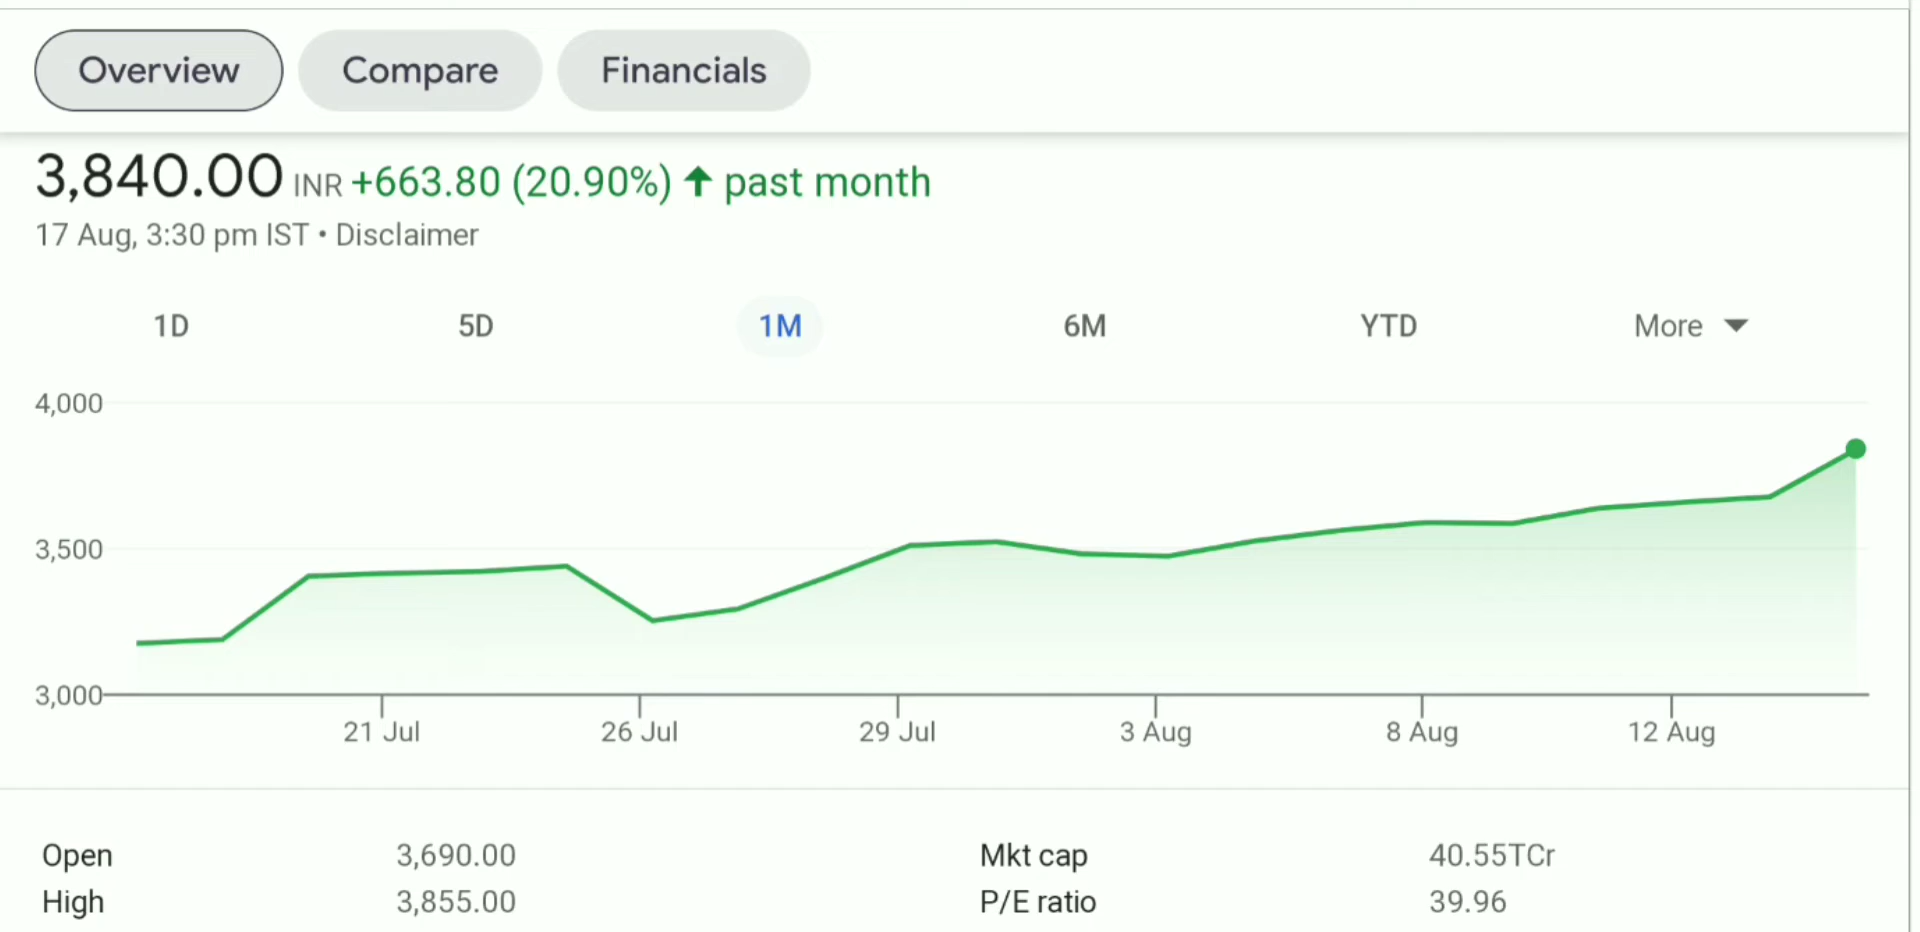 Overview Compare Financials
3,840.00 INR +663.80 (20.90%) ↑ past month
17 Aug, 3:30 pm IST • Disclaimer
1D 5D 1M 6M YTD More
4,000
3,500
3,000
21 Jul 26 Jul 29 Jul 3 Aug 8 Aug 12 Aug
Open 3,690.00 Mkt cap 40.55TCr
High 3,855.00 P/E ratio 39.96